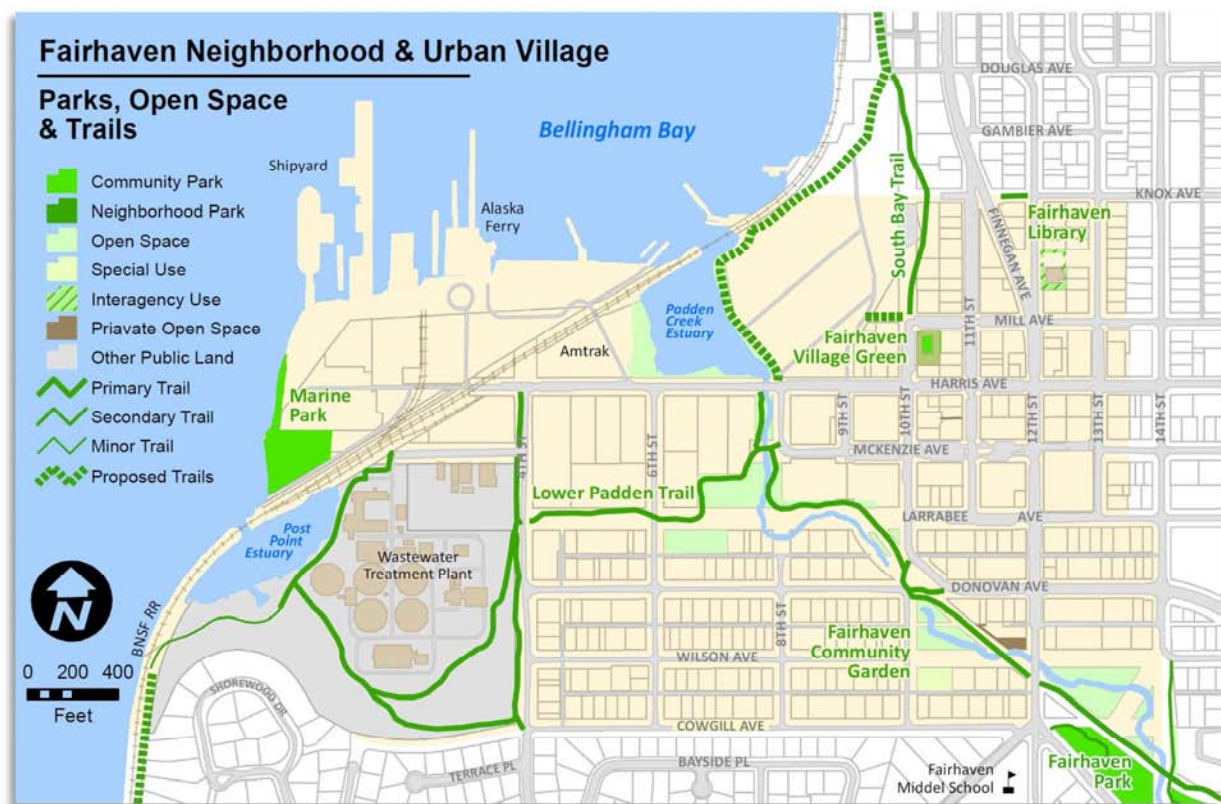 Fairhaven Neighborhood & Urban Village
Parks, Open Space
& Trails
Community Park
Neighborhood Park
Open Space
Special Use
Interagency Use
Priavate Open Space
Other Public Land
Primary Trail
Secondary Trail
Minor Trail
Proposed Trails
N
0 200 400
Feet
Bellingham Bay
Shipyard
Alaska
Ferry
Padden
Creek
Estuary
Amtrak
Marine
Park
Post
Point
Estuary
Wastewater
Treatment Plant
Lower Padden Trail
South Bay Trail
Fairhaven
Village Green
Fairhaven
Library
Fairhaven
Community
Garden
Fairhaven
Park
Fairhaven
Middel School
BNSF RR
DOUGLAS AVE
GAMBIER AVE
KNOX AVE
FINNEGAN AVE
MILL AVE
HARRIS AVE
MCKENZIE AVE
LARRABEE AVE
DONOVAN AVE
WILSON AVE
COWGILL AVE
BAYSIDE PL
TERRACE PL
SHOREWOOD DR
4TH ST
6TH ST
8TH ST
9TH ST
10TH ST
11TH ST
12TH ST
13TH ST
14TH ST